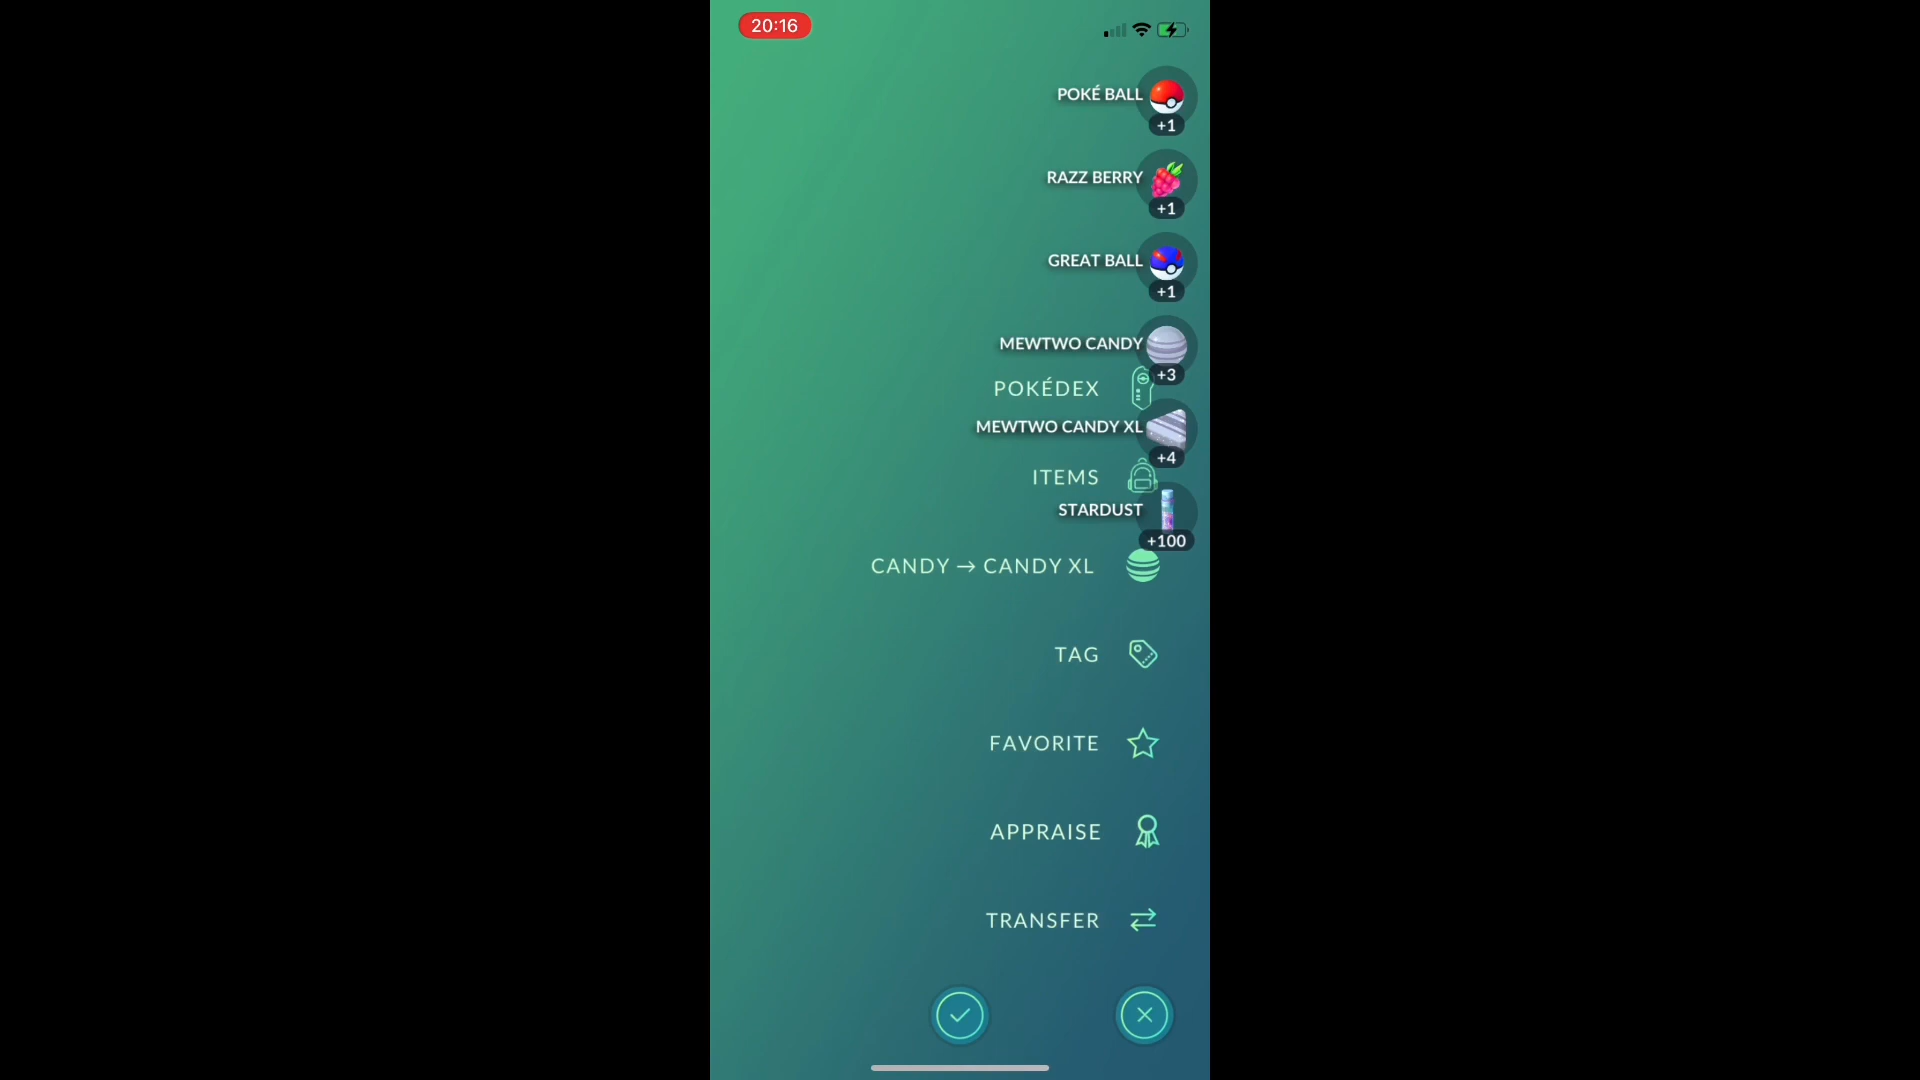 20:16
POKÉ BALL
+1
RAZZ BERRY
+1
GREAT BALL
+1
MEWTWO CANDY
+3
POKÉDEX
MEWTWO CANDY XL
+4
ITEMS
STARDUST
+100
CANDY → CANDY XL
TAG
FAVORITE
APPRAISE
TRANSFER